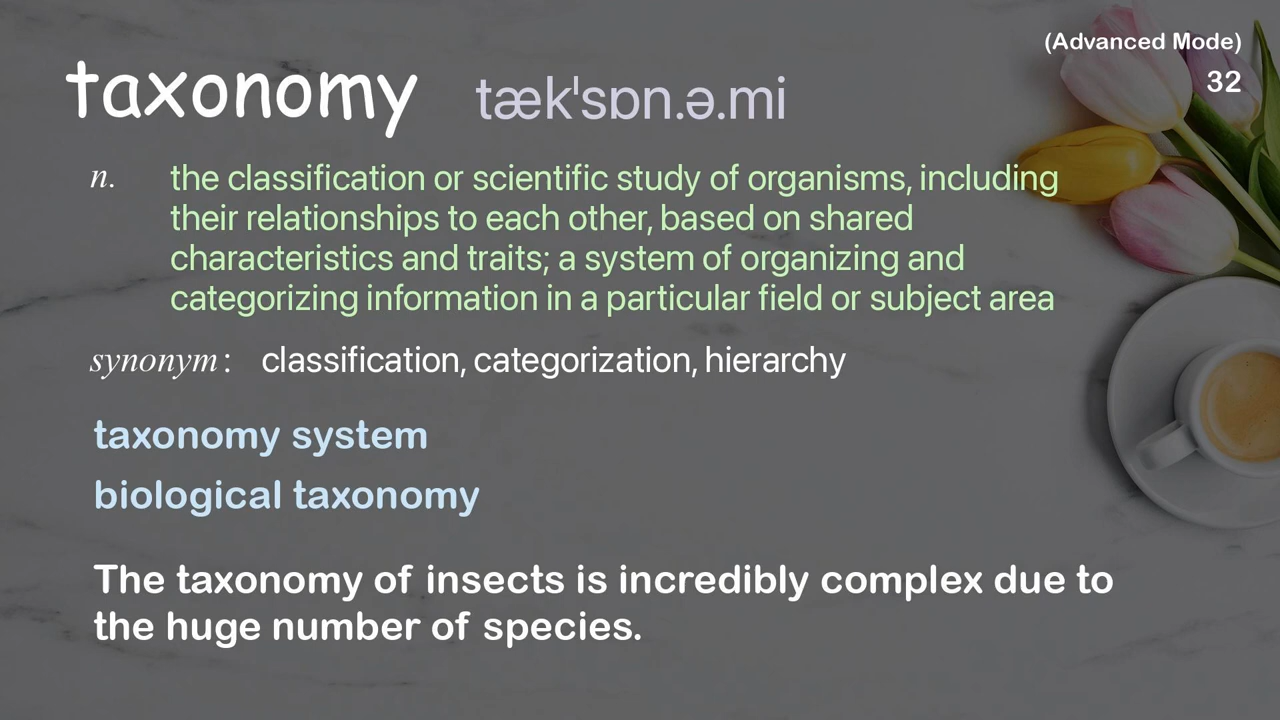 (Advanced Mode)
32
taxonomy tækˈsɒn.ə.mi
n. the classification or scientific study of organisms, including
their relationships to each other, based on shared
characteristics and traits; a system of organizing and
categorizing information in a particular field or subject area
synonym: classification, categorization, hierarchy
taxonomy system
biological taxonomy
The taxonomy of insects is incredibly complex due to
the huge number of species.